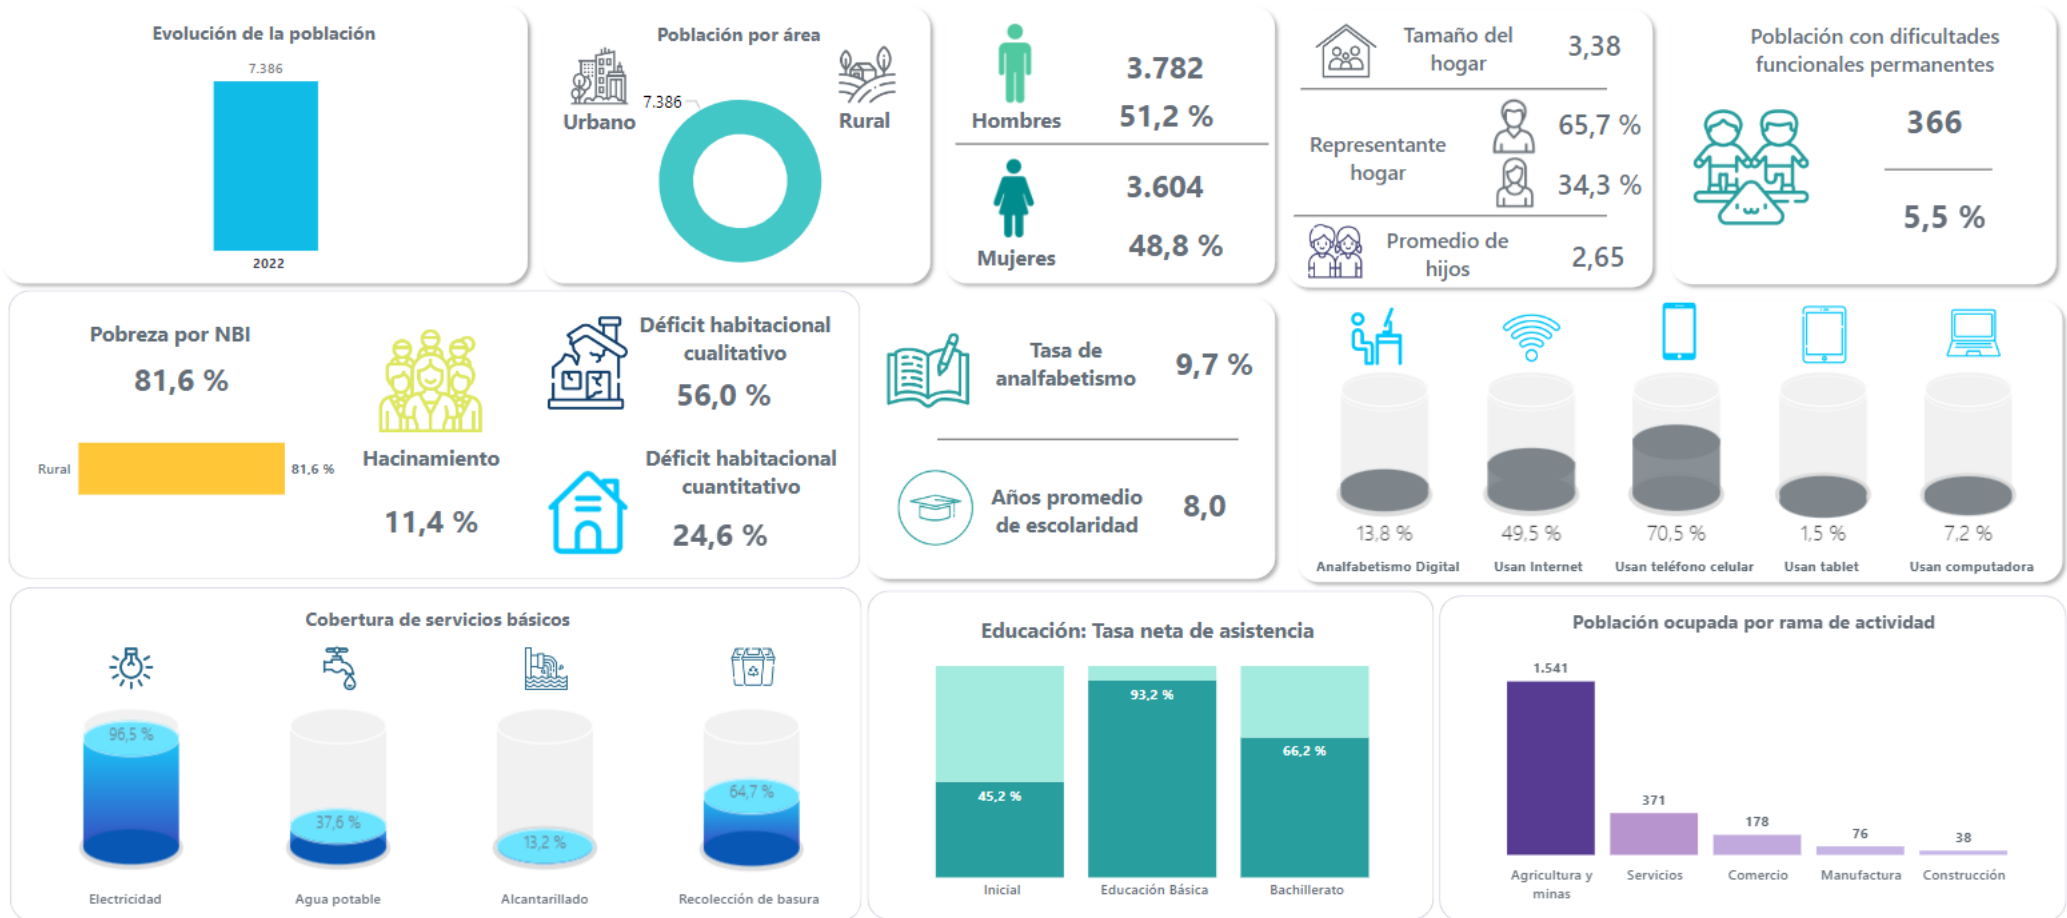 Evolución de la población
7.386
2022
Población por área
Urbano
7.386
Rural
Hombres
3.782
51,2 %
Mujeres
3.604
48,8 %
Tamaño del
hogar
3,38
Representante
hogar
65,7 %
34,3 %
Promedio de
hijos
2,65
Población con dificultades
funcionales permanentes
366
5,5 %
Pobreza por NBI
81,6 %
Rural
81,6 %
Hacinamiento
11,4 %
Déficit habitacional
cualitativo
56,0 %
Déficit habitacional
cuantitativo
24,6 %
Tasa de
analfabetismo
9,7 %
Años promedio
de escolaridad
8,0
13,8 %
49,5 %
70,5 %
1,5 %
7,2 %
Analfabetismo Digital
Usan Internet
Usan teléfono celular
Usan tablet
Usan computadora
Cobertura de servicios básicos
96,5 %
37,6 %
13,2 %
64,7 %
Electricidad
Agua potable
Alcantarillado
Recolección de basura
Educación: Tasa neta de asistencia
45,2 %
93,2 %
66,2 %
Inicial
Educación Básica
Bachillerato
Población ocupada por rama de actividad
1.541
371
178
76
38
Agricultura y
minas
Servicios
Comercio
Manufactura
Construcción